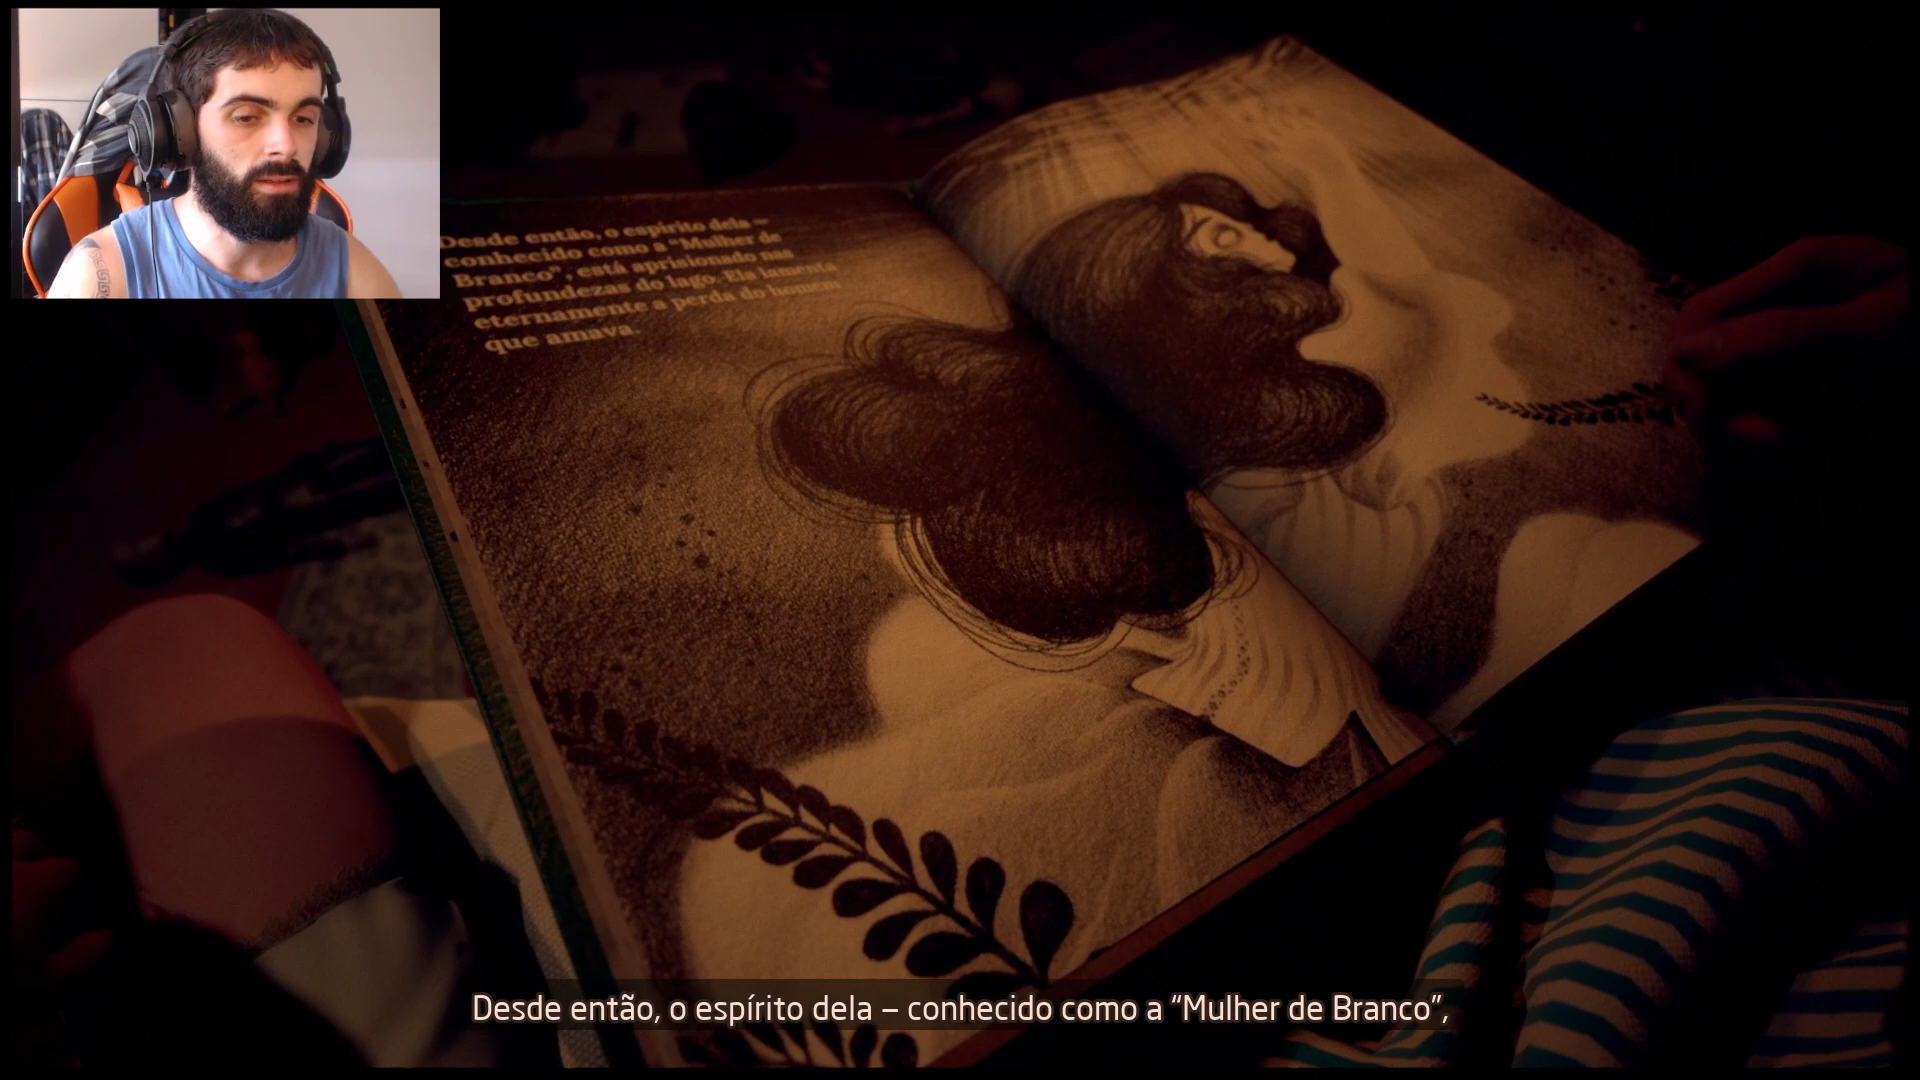 Desde então, o espírito dela –
conhecido como a “Mulher de
Branco”, está aprisionado nas
profundezas do lago. Ela lamenta
eternamente a perda do homem
que amava.
Desde então, o espírito dela – conhecido como a “Mulher de Branco”,